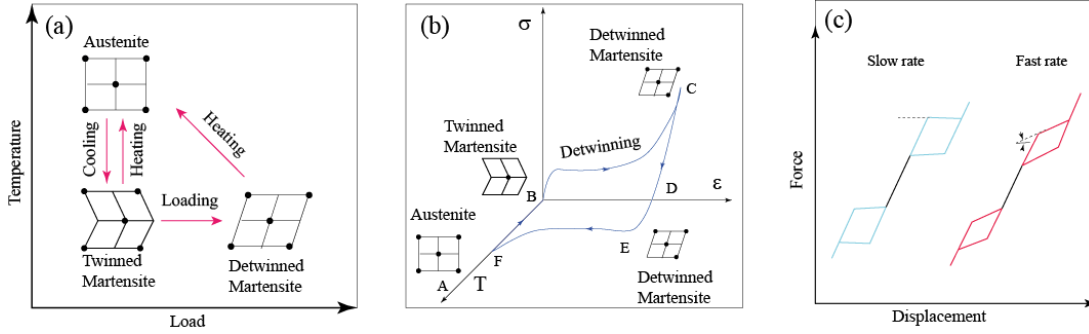 (a)
Austenite
Cooling
Heating
Heating
Loading
Twinned
Martensite
Detwinned
Martensite
Temperature
Load
(b)
σ
Detwinned
Martensite
C
Twinned
Martensite
Detwinning
B
D
ε
Austenite
E
F
A
T
Detwinned
Martensite
(c)
Slow rate
Fast rate
Force
Displacement